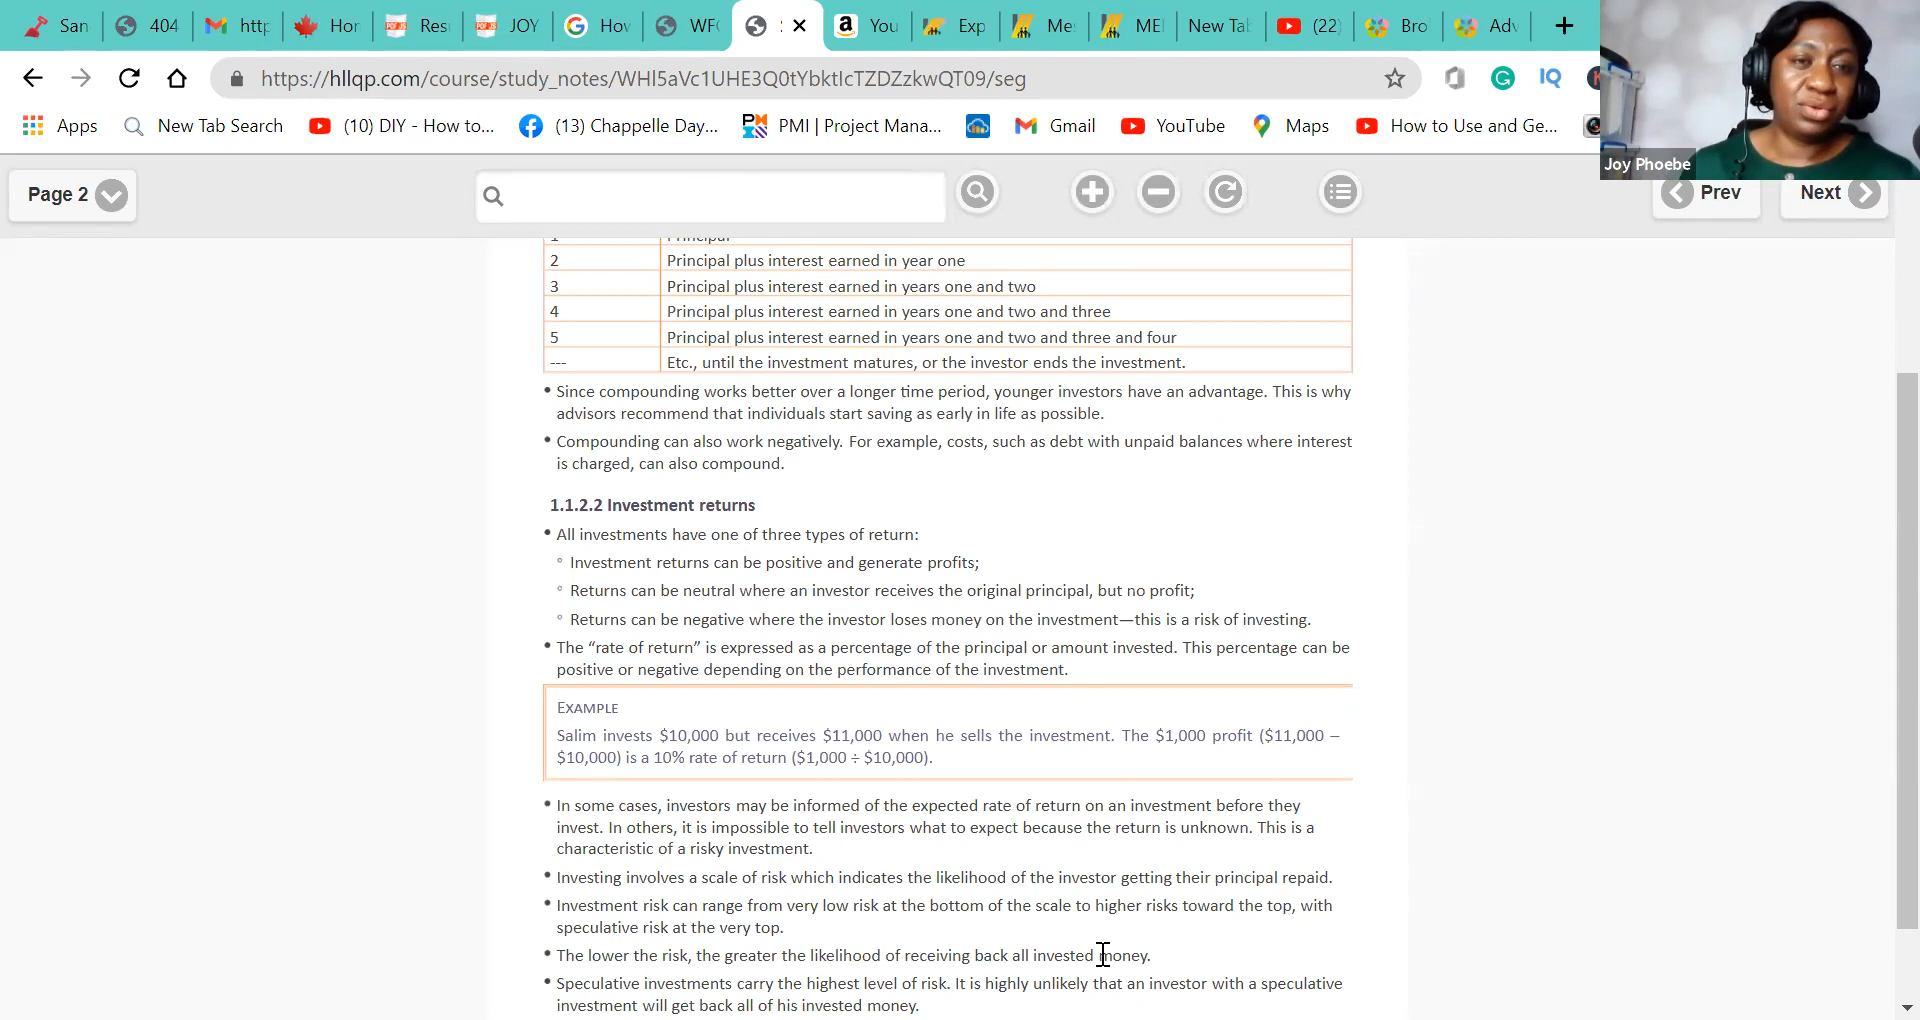 San 404 http Hor Res JOY Hov WFC : You Exp Me MEI New Tab (22) Bro Adv
https://hllqp.com/course/study_notes/WHl5aVc1UHE3Q0tYbktIcTZDZzkwQT09/seg
Apps New Tab Search (10) DIY - How to... (13) Chappelle Day... PMI | Project Mana... Gmail YouTube Maps How to Use and Ge...
Joy Phoebe
Page 2 Prev Next
1 Principal
2 Principal plus interest earned in year one
3 Principal plus interest earned in years one and two
4 Principal plus interest earned in years one and two and three
5 Principal plus interest earned in years one and two and three and four
--- Etc., until the investment matures, or the investor ends the investment.
• Since compounding works better over a longer time period, younger investors have an advantage. This is why
advisors recommend that individuals start saving as early in life as possible.
• Compounding can also work negatively. For example, costs, such as debt with unpaid balances where interest
is charged, can also compound.
1.1.2.2 Investment returns
• All investments have one of three types of return:
° Investment returns can be positive and generate profits;
° Returns can be neutral where an investor receives the original principal, but no profit;
° Returns can be negative where the investor loses money on the investment—this is a risk of investing.
• The “rate of return” is expressed as a percentage of the principal or amount invested. This percentage can be
positive or negative depending on the performance of the investment.
EXAMPLE
Salim invests $10,000 but receives $11,000 when he sells the investment. The $1,000 profit ($11,000 –
$10,000) is a 10% rate of return ($1,000 ÷ $10,000).
• In some cases, investors may be informed of the expected rate of return on an investment before they
invest. In others, it is impossible to tell investors what to expect because the return is unknown. This is a
characteristic of a risky investment.
• Investing involves a scale of risk which indicates the likelihood of the investor getting their principal repaid.
• Investment risk can range from very low risk at the bottom of the scale to higher risks toward the top, with
speculative risk at the very top.
• The lower the risk, the greater the likelihood of receiving back all invested money.
• Speculative investments carry the highest level of risk. It is highly unlikely that an investor with a speculative
investment will get back all of his invested money.